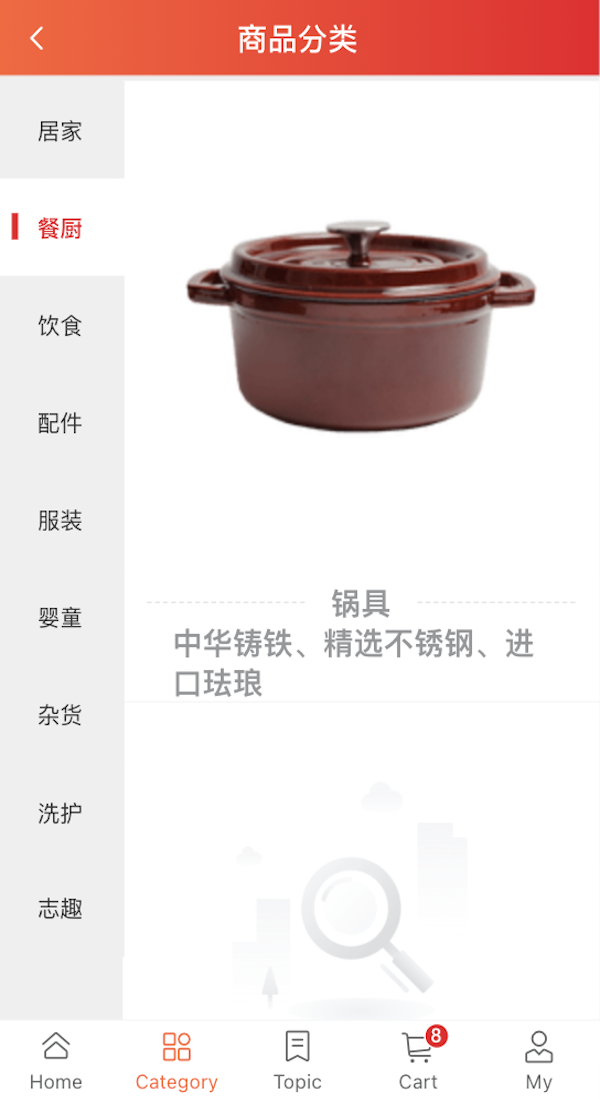 商品分类
居家
餐厨
饮食
配件
服装
婴童
杂货
洗护
志趣
锅具
中华铸铁、精选不锈钢、进
口珐琅
Home
Category
Topic
8
Cart
My